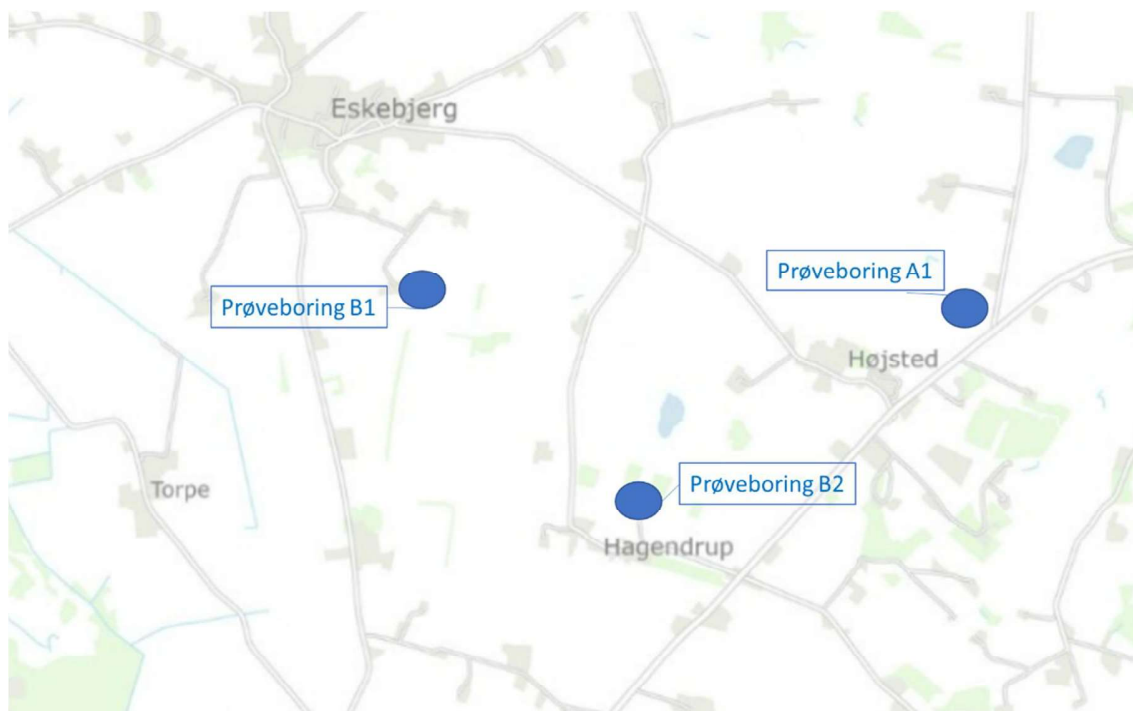 Eskebjerg
Prøveboring A1
Prøveboring B1
Højsted
Prøveboring B2
Torpe
Hagendrup